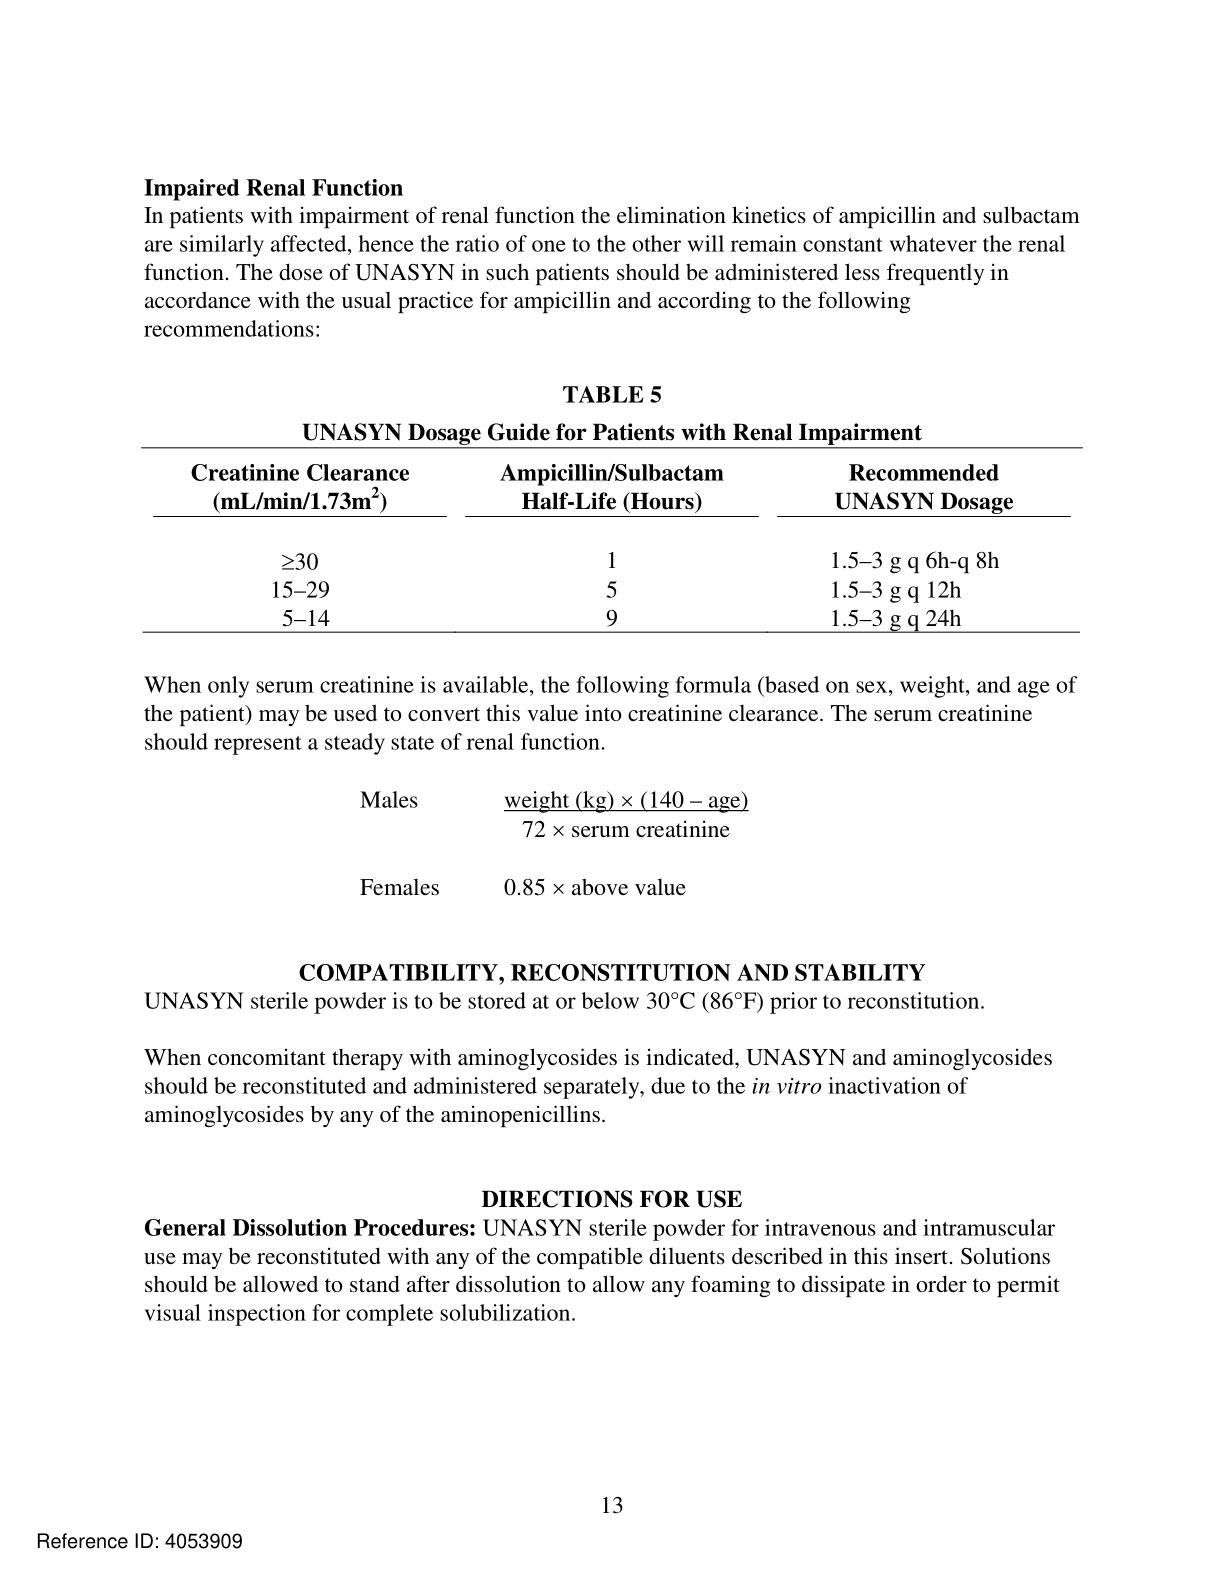 Impaired Renal Function
In patients with impairment of renal function the elimination kinetics of ampicillin and sulbactam
are similarly affected, hence the ratio of one to the other will remain constant whatever the renal
function. The dose of UNASYN in such patients should be administered less frequently in
accordance with the usual practice for ampicillin and according to the following
recommendations:
TABLE 5
UNASYN Dosage Guide for Patients with Renal Impairment
Creatinine Clearance Ampicillin/Sulbactam Recommended
(mL/min/1.73m²) Half-Life (Hours) UNASYN Dosage
≥30 1 1.5–3 g q 6h-q 8h
15–29 5 1.5–3 g q 12h
5–14 9 1.5–3 g q 24h
When only serum creatinine is available, the following formula (based on sex, weight, and age of
the patient) may be used to convert this value into creatinine clearance. The serum creatinine
should represent a steady state of renal function.
Males weight (kg) × (140 – age)
72 × serum creatinine
Females 0.85 × above value
COMPATIBILITY, RECONSTITUTION AND STABILITY
UNASYN sterile powder is to be stored at or below 30°C (86°F) prior to reconstitution.
When concomitant therapy with aminoglycosides is indicated, UNASYN and aminoglycosides
should be reconstituted and administered separately, due to the in vitro inactivation of
aminoglycosides by any of the aminopenicillins.
DIRECTIONS FOR USE
General Dissolution Procedures: UNASYN sterile powder for intravenous and intramuscular
use may be reconstituted with any of the compatible diluents described in this insert. Solutions
should be allowed to stand after dissolution to allow any foaming to dissipate in order to permit
visual inspection for complete solubilization.
13
Reference ID: 4053909